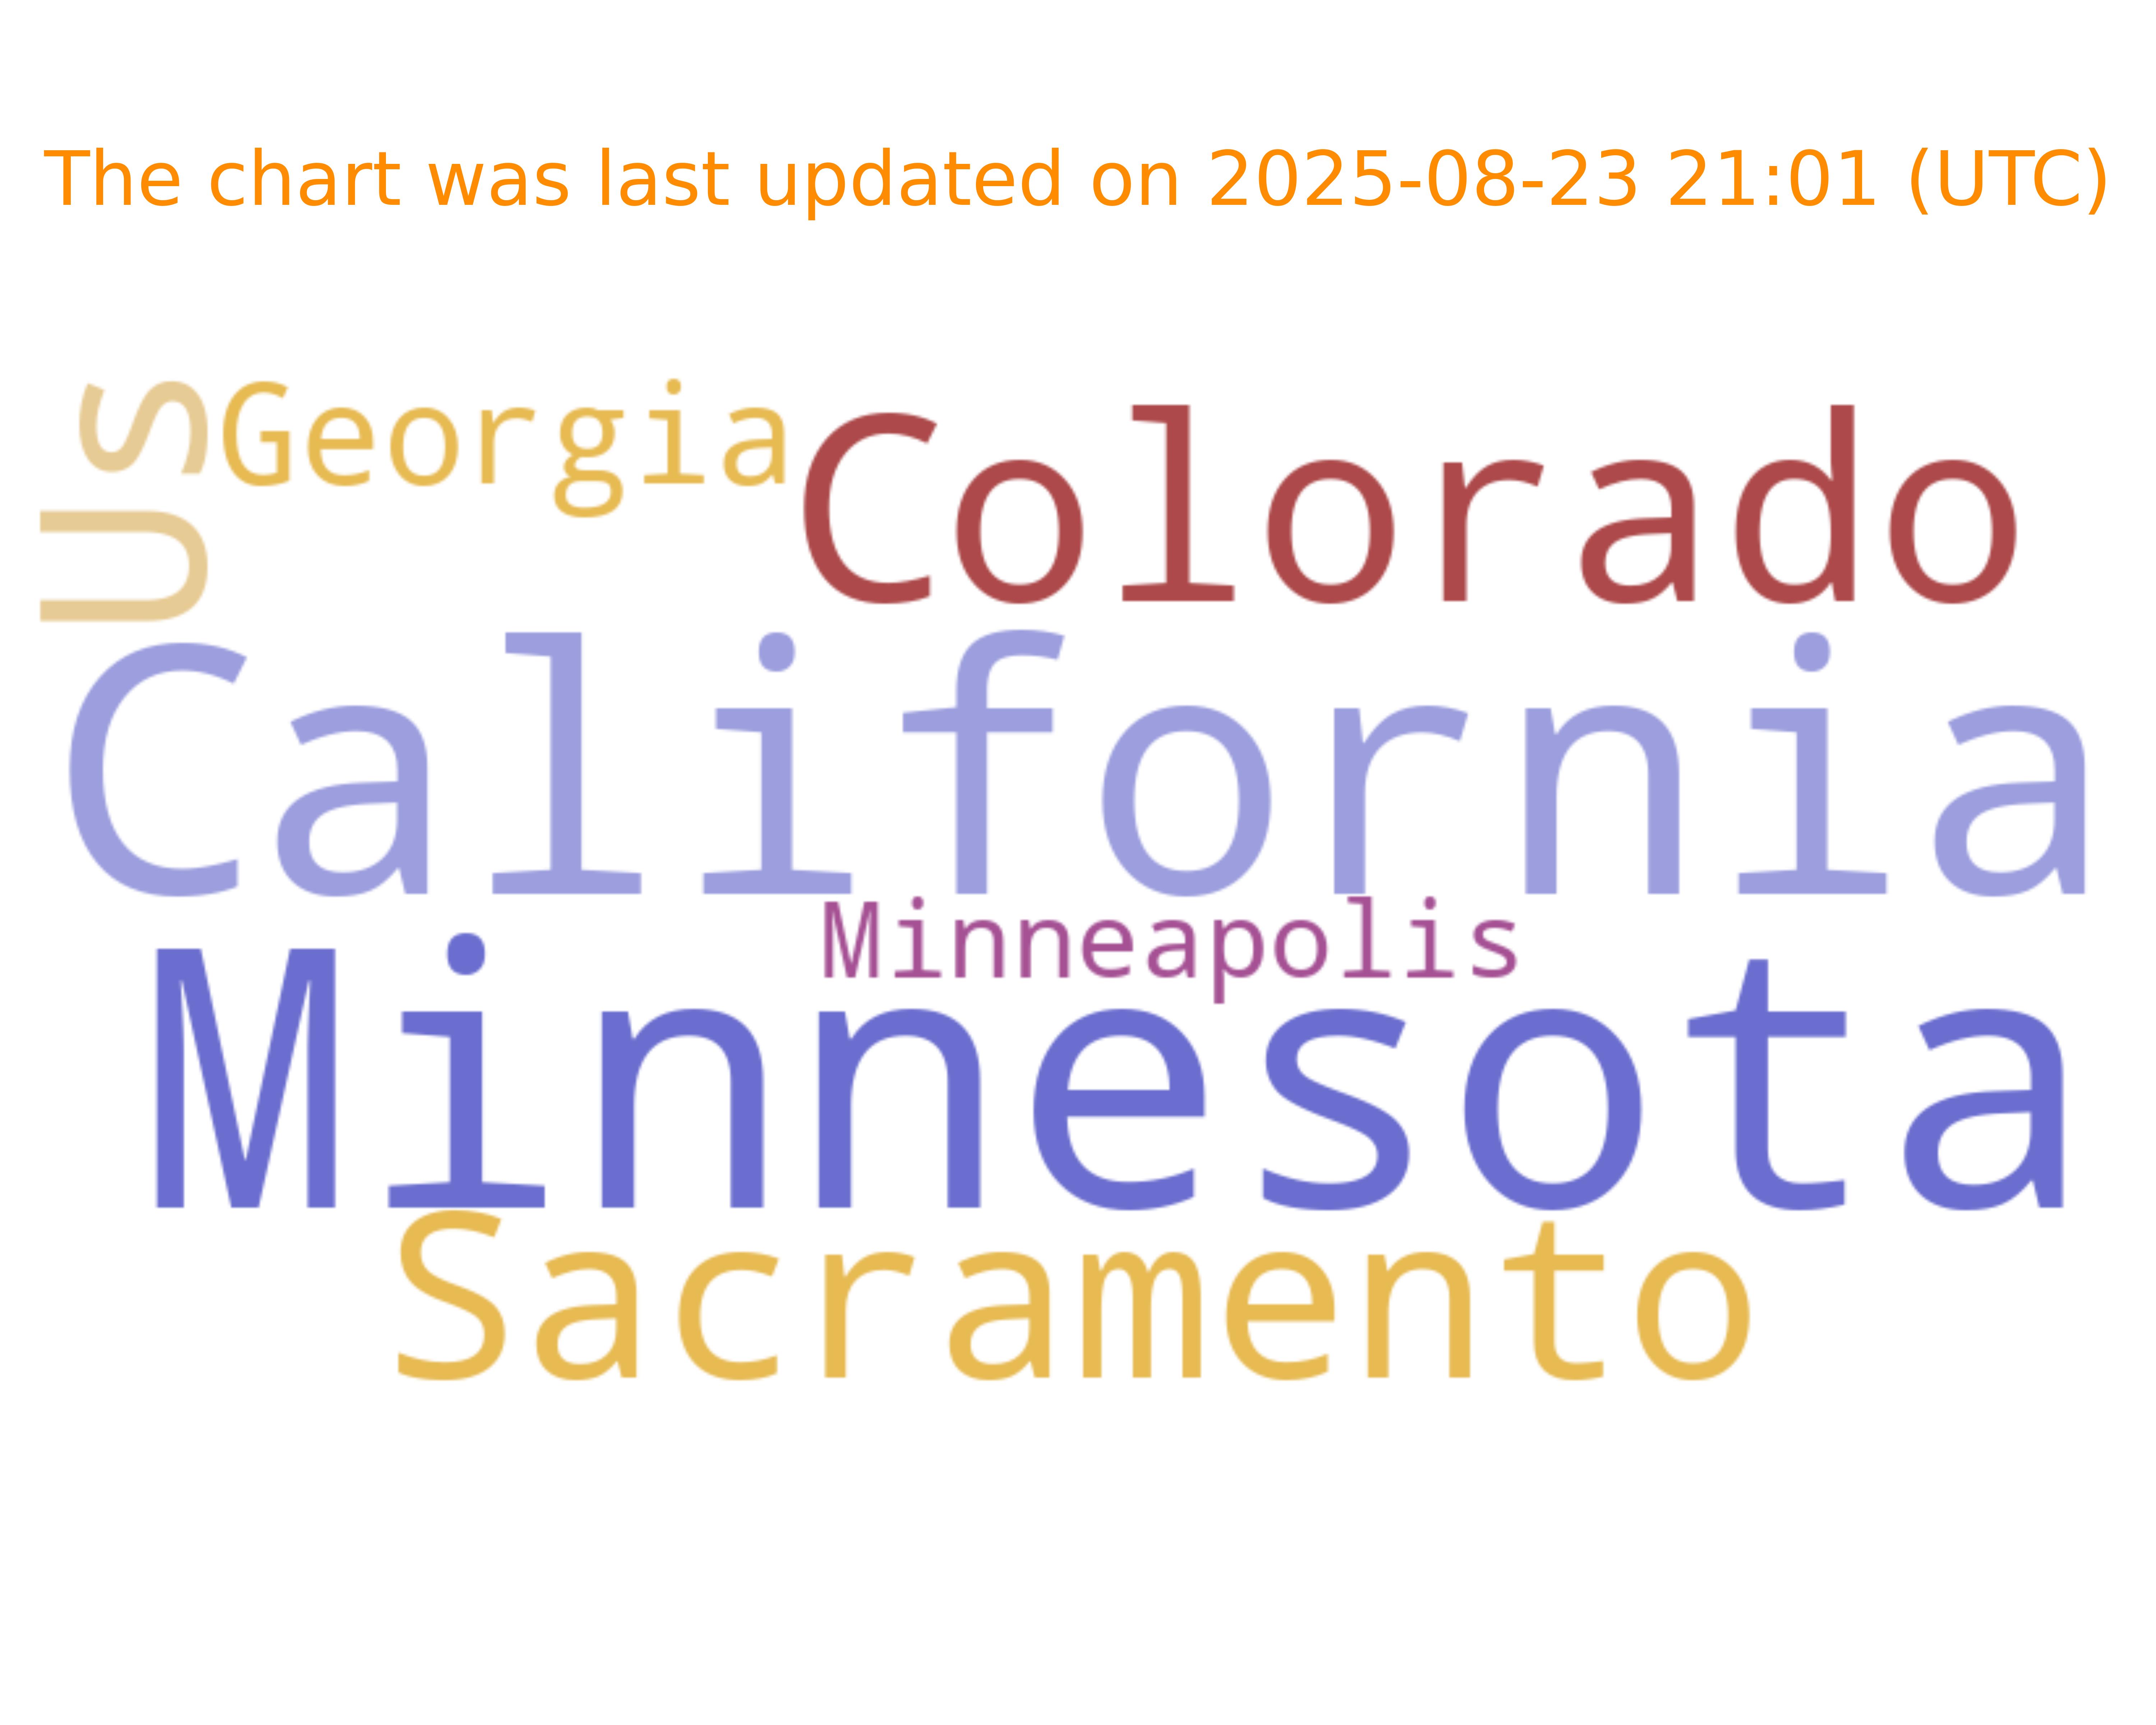 The chart was last updated on 2025-08-23 21:01 (UTC)
US
Georgia
Colorado
California
Minneapolis
Minnesota
Sacramento